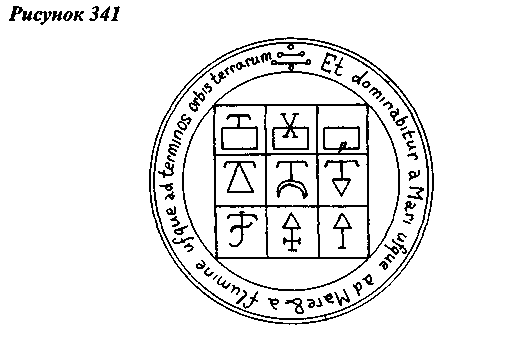 Рисунок 341
Et dominabitur a Mari usque ad Mare & a flumine usque ad terminos orbis terrarum